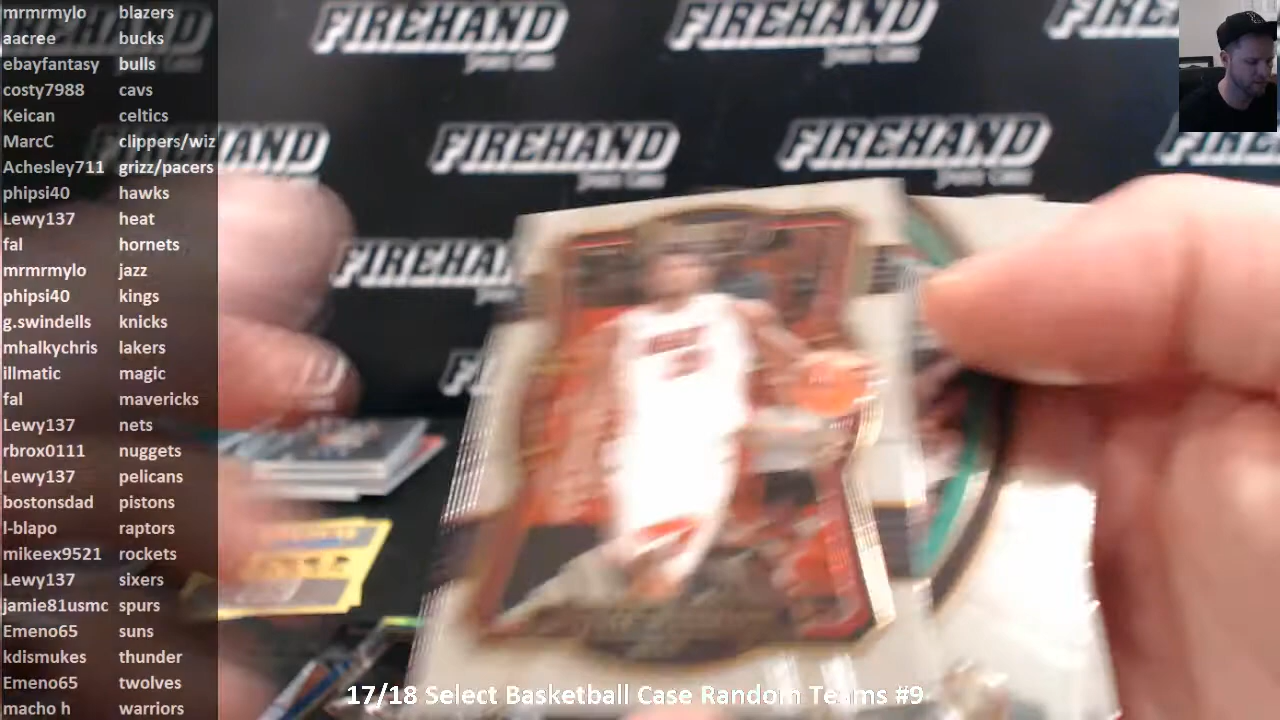 mrmrmylo blazers
aacree bucks
ebayfantasy bulls
costy7988 cavs
Keican celtics
MarcC clippers/wiz
Achesley711 grizz/pacers
phipsi40 hawks
Lewy137 heat
fal hornets
mrmrmylo jazz
phipsi40 kings
g.swindells knicks
mhalkychris lakers
illmatic magic
fal mavericks
Lewy137 nets
rbrox0111 nuggets
Lewy137 pelicans
bostonsdad pistons
l-blapo raptors
mikeex9521 rockets
Lewy137 sixers
jamie81usmc spurs
Emeno65 suns
kdismukes thunder
Emeno65 twolves
macho h warriors
FIREHAND
FIREHAND
FIREHAND
FIREHAND
FIREHAND
FIREHA
17/18 Select Basketball Case Random Teams #9